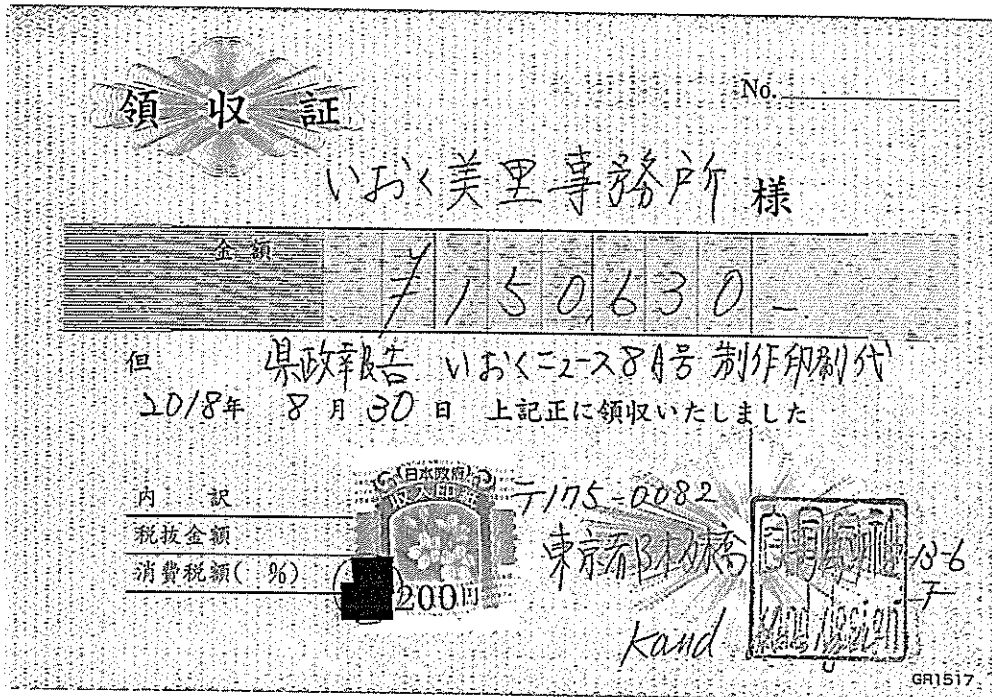 領収証
No.
いおく美里事務所 様
金額 ¥150,630-
但 県政報告 いおくニュース8月号 制作印刷代
2018年 8月30日 上記正に領収いたしました
内訳
税抜金額
消費税額( %)
日本政府
収入印紙
200円
〒175-0082
東京都板橋
-6
Kand
GR1517